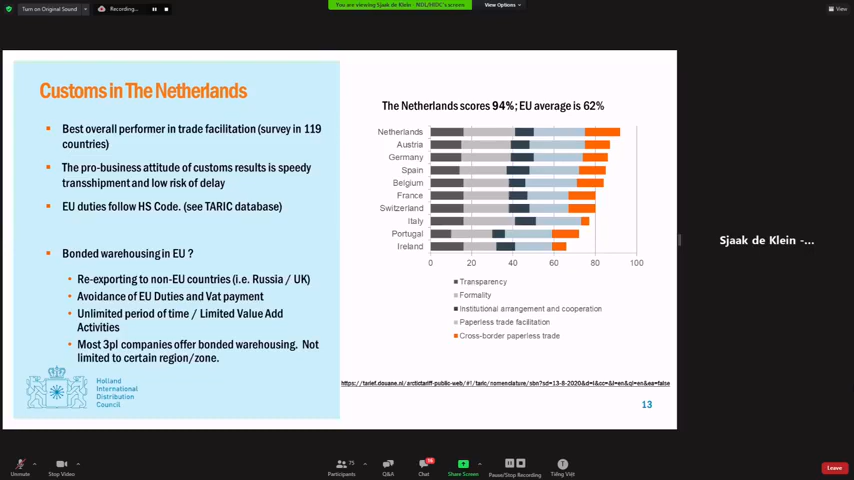 Turn on Original Sound
Recording...
You are viewing Sjaak de Klein - NDL/HIDC's screen
View Options
View
Customs in The Netherlands
Best overall performer in trade facilitation (survey in 119
countries)
The pro-business attitude of customs results is speedy
transshipment and low risk of delay
EU duties follow HS Code. (see TARIC database)
Bonded warehousing in EU ?
Re-exporting to non-EU countries (i.e. Russia / UK)
Avoidance of EU Duties and Vat payment
Unlimited period of time / Limited Value Add
Activities
Most 3pl companies offer bonded warehousing. Not
limited to certain region/zone.
Holland
International
Distribution
Council
The Netherlands scores 94%; EU average is 62%
Netherlands
Austria
Germany
Spain
Belgium
France
Switzerland
Italy
Portugal
Ireland
0 20 40 60 80 100
Transparency
Formality
Institutional arrangement and cooperation
Paperless trade facilitation
Cross-border paperless trade
13
Sjaak de Klein -...
Unmute
Stop Video
Participants
75
Q&A
Chat
Share Screen
Pause/Stop Recording
Tiếng Việt
Leave